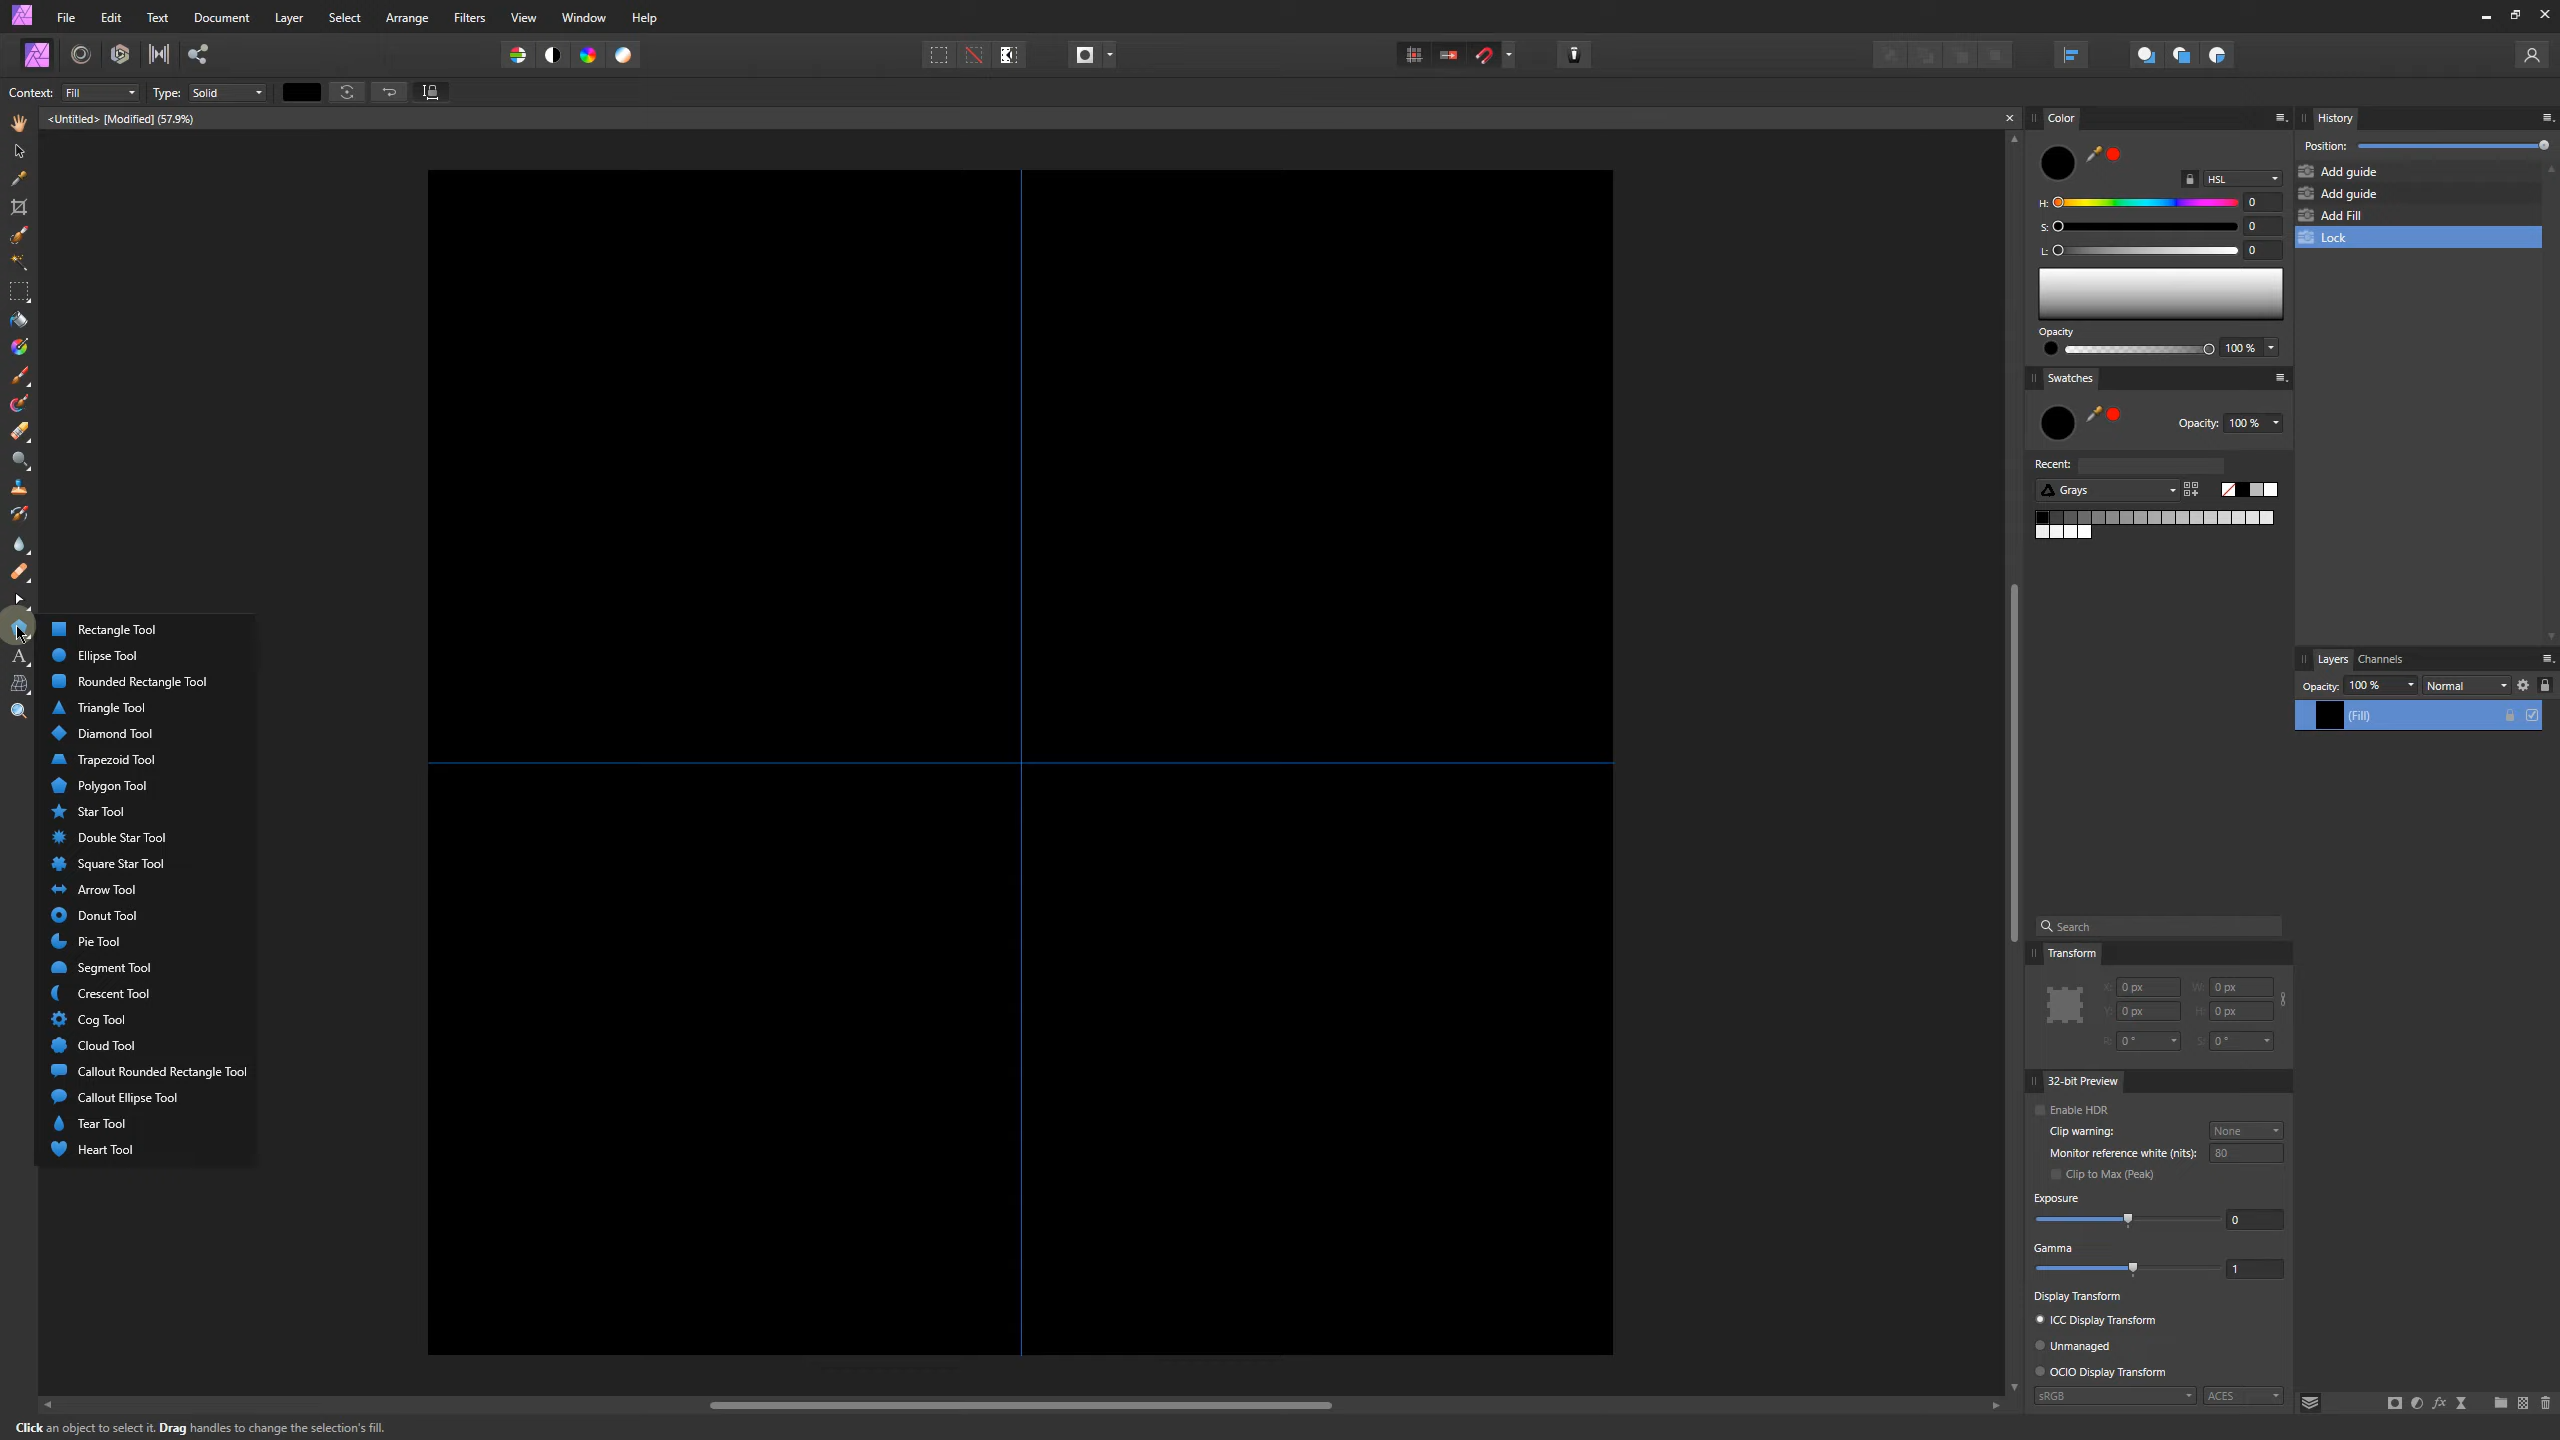 File Edit Text Document Layer Select Arrange Filters View Window Help
Context: Fill Type: Solid
<Untitled> [Modified] (57.9%)
Rectangle Tool
Ellipse Tool
Rounded Rectangle Tool
Triangle Tool
Diamond Tool
Trapezoid Tool
Polygon Tool
Star Tool
Double Star Tool
Square Star Tool
Arrow Tool
Donut Tool
Pie Tool
Segment Tool
Crescent Tool
Cog Tool
Cloud Tool
Callout Rounded Rectangle Tool
Callout Ellipse Tool
Tear Tool
Heart Tool
Color
HSL
H: 0
S: 0
L: 0
Opacity
100 %
Swatches
Opacity: 100 %
Recent:
Grays
Search
Transform
X: 0 px W: 0 px
Y: 0 px H: 0 px
R: 0 ° S: 0 °
32-bit Preview
Enable HDR
Clip warning: None
Monitor reference white (nits): 80
Clip to Max (Peak)
Exposure
0
Gamma
1
Display Transform
ICC Display Transform
Unmanaged
OCIO Display Transform
sRGB ACES
History
Position:
Add guide
Add guide
Add Fill
Lock
Layers Channels
Opacity: 100 % Normal
(Fill)
Click an object to select it. Drag handles to change the selection's fill.